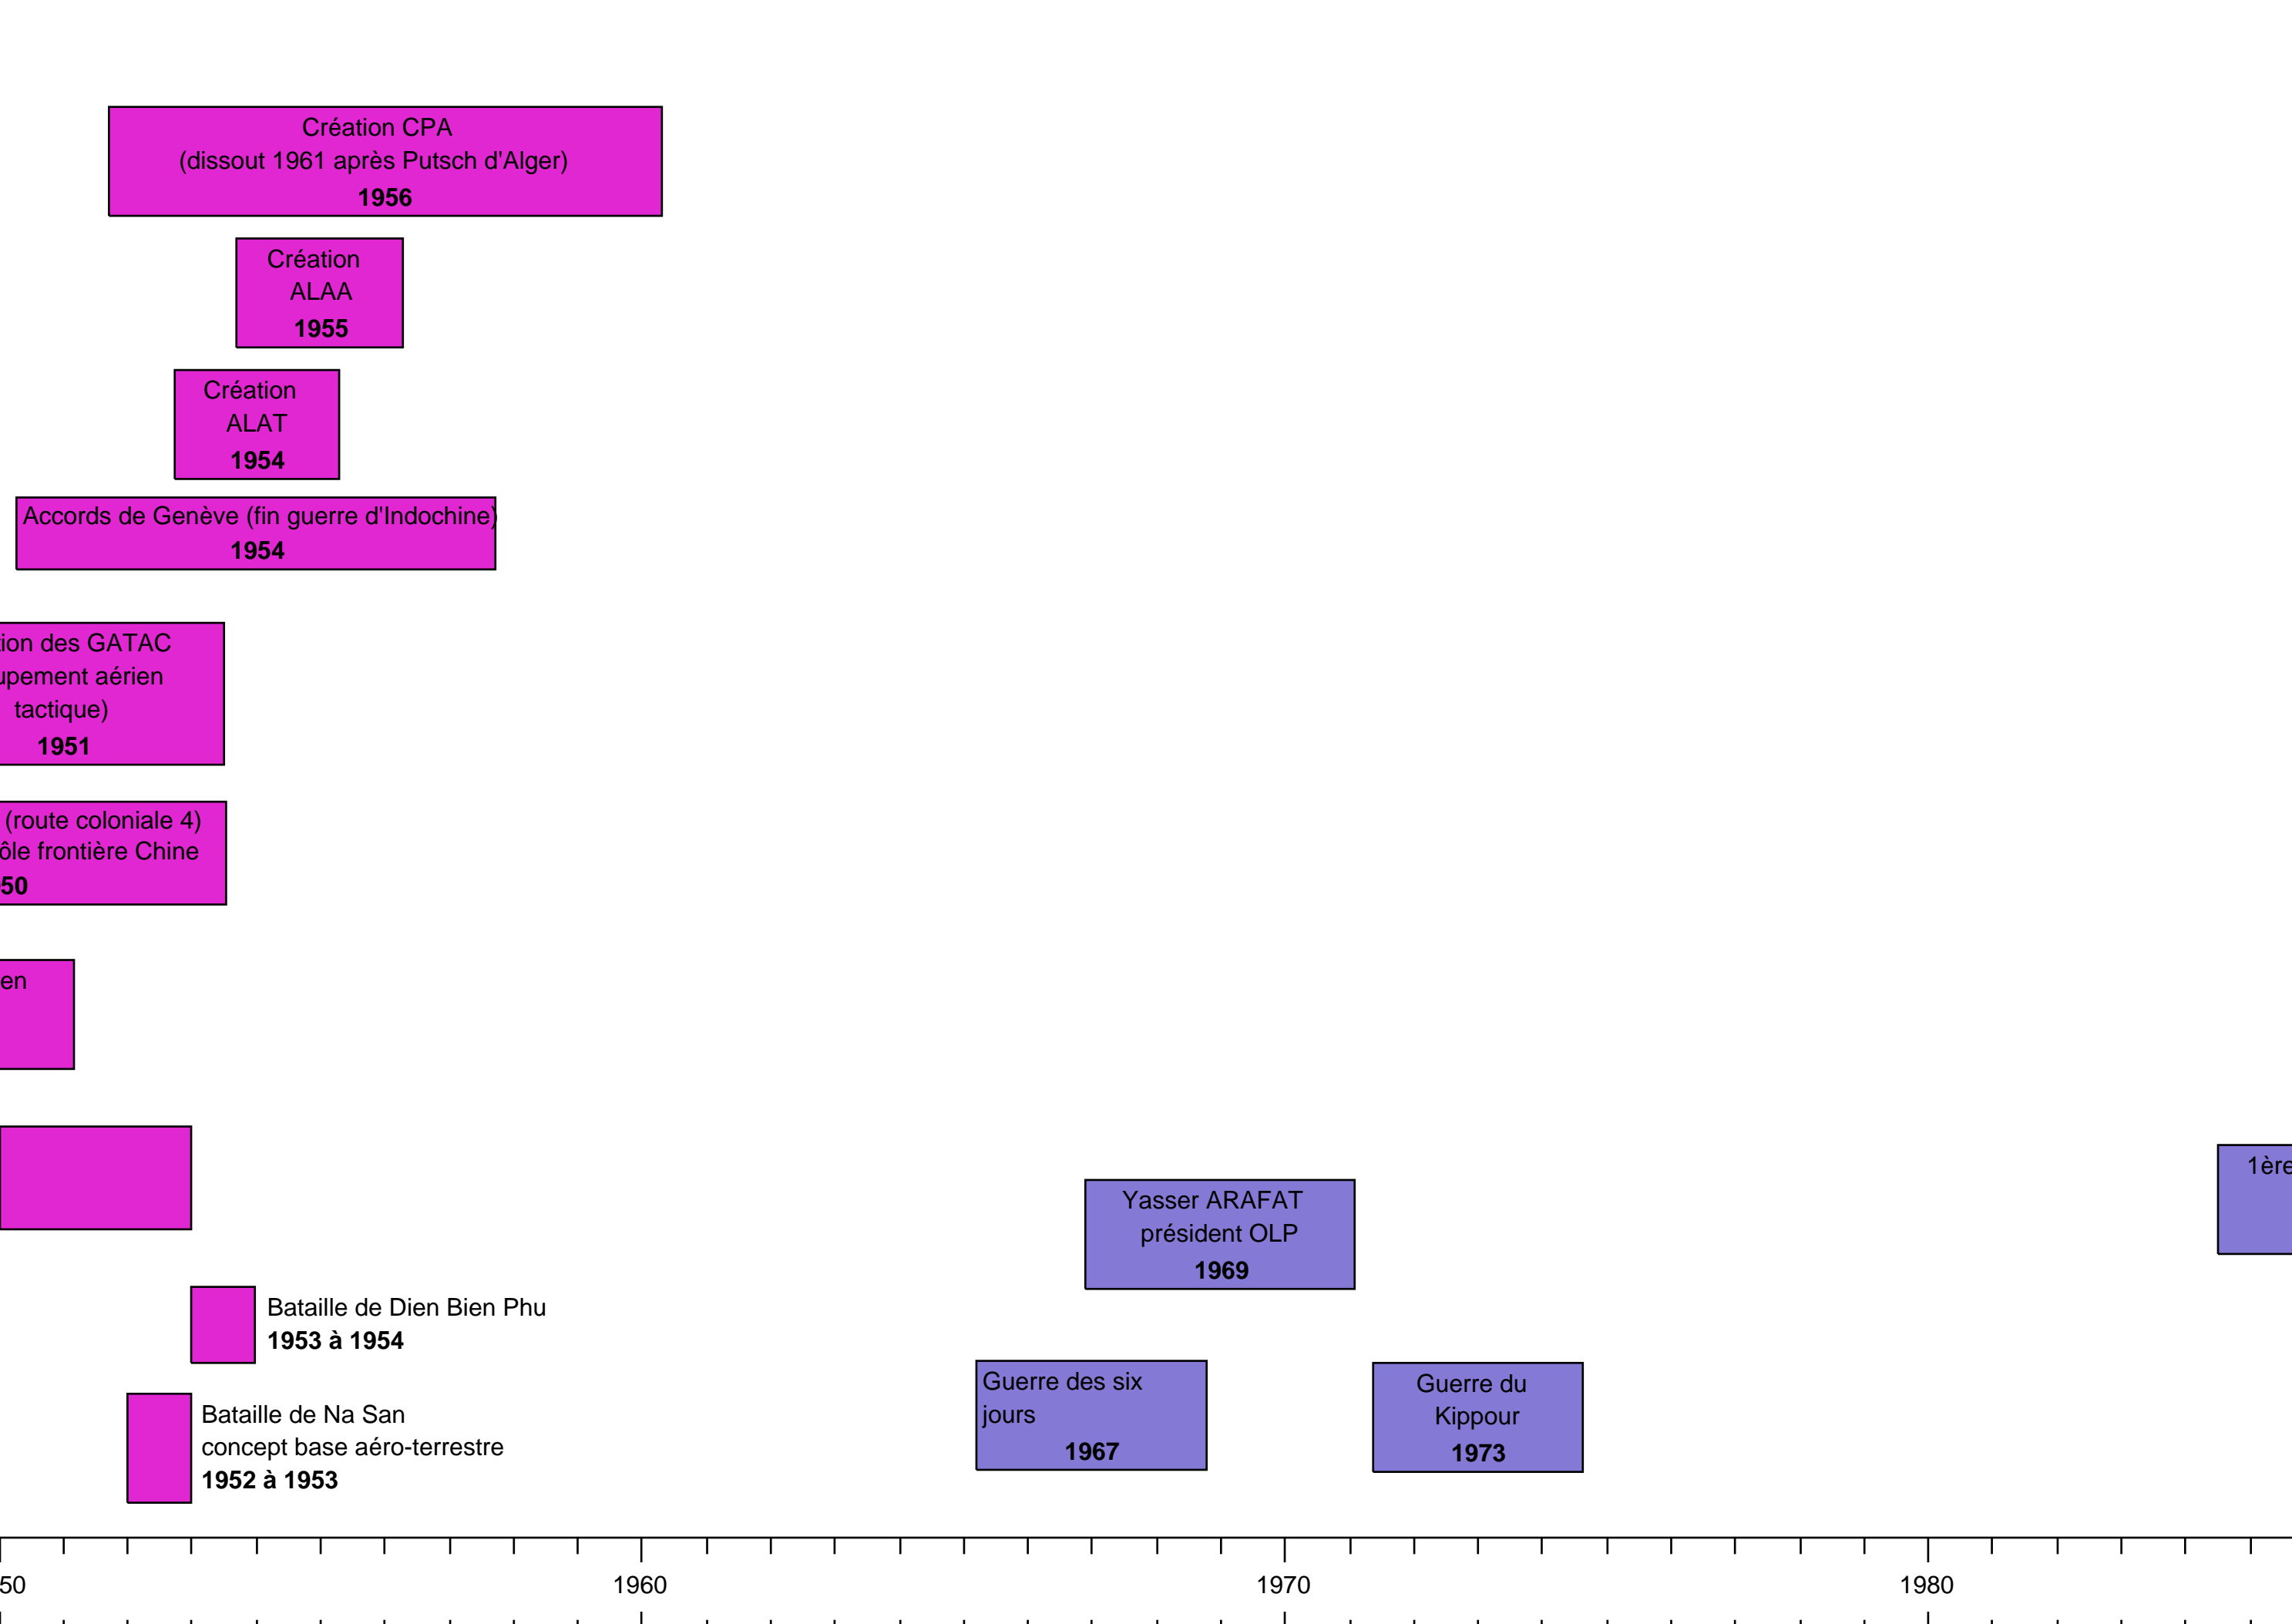 Création CPA
(dissout 1961 après Putsch d'Alger)
1956
Création
ALAA
1955
Création
ALAT
1954
Accords de Genève (fin guerre d'Indochine)
1954
tion des GATAC
upement aérien
tactique)
1951
(route coloniale 4)
ôle frontière Chine
50
en
1ère
Yasser ARAFAT
président OLP
1969
Bataille de Dien Bien Phu
1953 à 1954
Guerre des six
jours
1967
Guerre du
Kippour
1973
Bataille de Na San
concept base aéro-terrestre
1952 à 1953
50
1960
1970
1980